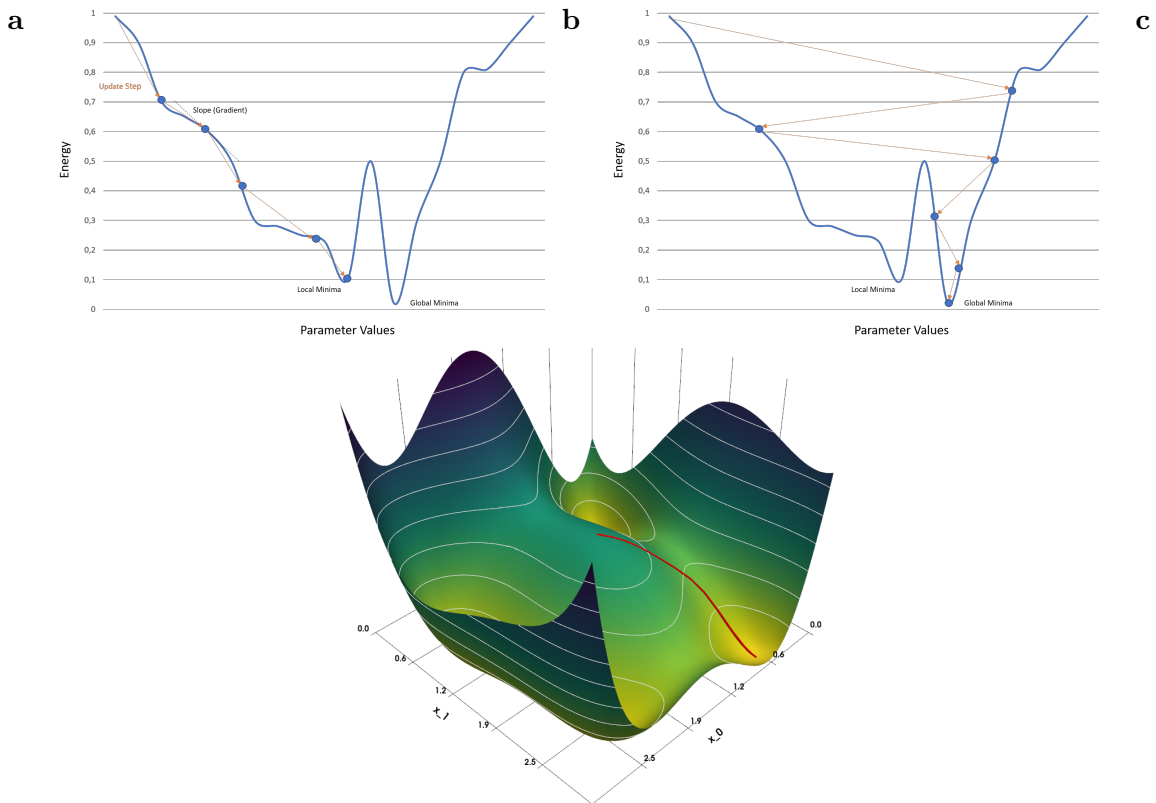 a
1
0,9
0,8
0,7
0,6
0,5
0,4
0,3
0,2
0,1
0
Energy
Update Step
Slope (Gradient)
Local Minima
Global Minima
Parameter Values
b
1
0,9
0,8
0,7
0,6
0,5
0,4
0,3
0,2
0,1
0
Energy
Local Minima
Global Minima
Parameter Values
c
0.0
0.6
1.2
1.9
2.5
x_1
0.0
0.6
1.2
1.9
2.5
x_0